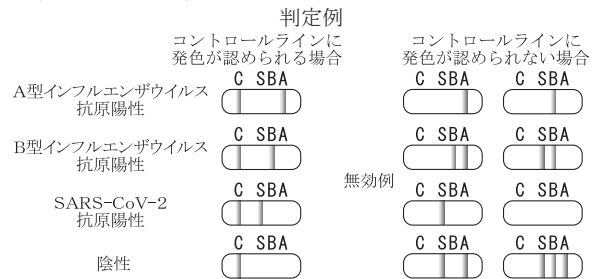 判定例
コントロールラインに
発色が認められる場合
コントロールラインに
発色が認められない場合
A型インフルエンザウイルス
抗原陽性
C SBA
C SBA
C SBA
B型インフルエンザウイルス
抗原陽性
C SBA
C SBA
C SBA
無効例
SARS-CoV-2
抗原陽性
C SBA
C SBA
C SBA
陰性
C SBA
C SBA
C SBA